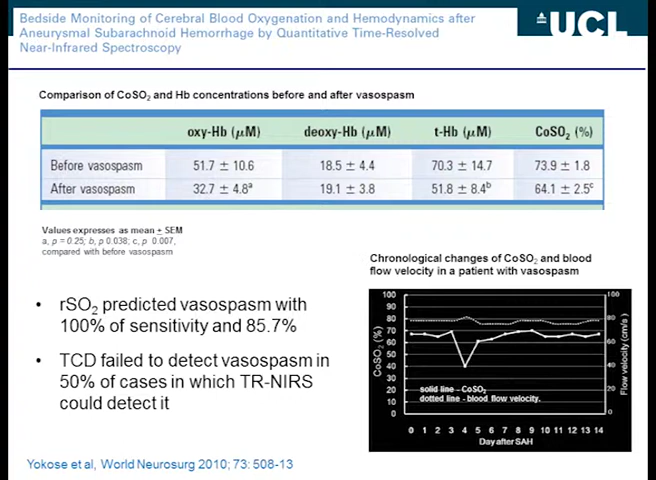 Bedside Monitoring of Cerebral Blood Oxygenation and Hemodynamics after
Aneurysmal Subarachnoid Hemorrhage by Quantitative Time-Resolved
Near-Infrared Spectroscopy
UCL
Comparison of CoSO₂ and Hb concentrations before and after vasospasm
oxy-Hb (μM) deoxy-Hb (μM) t-Hb (μM) CoSO₂ (%)
Before vasospasm 51.7 ± 10.6 18.5 ± 4.4 70.3 ± 14.7 73.9 ± 1.8
After vasospasm 32.7 ± 4.8ᵃ 19.1 ± 3.8 51.8 ± 8.4ᵇ 64.1 ± 2.5ᶜ
Values expresses as mean ± SEM
a, p = 0.25; b, p 0.038; c, p 0.007,
compared with before vasospasm
• rSO₂ predicted vasospasm with
100% of sensitivity and 85.7%
• TCD failed to detect vasospasm in
50% of cases in which TR-NIRS
could detect it
Chronological changes of CoSO₂ and blood
flow velocity in a patient with vasospasm
CoSO₂ (%)
100
90
80
70
60
50
40
30
20
10
0
solid line - CoSO₂
dotted line - blood flow velocity.
100
80
60
40
20
0
Flow velocity (cm/s)
0 1 2 3 4 5 6 7 8 9 10 11 12 13 14
Day after SAH
Yokose et al, World Neurosurg 2010; 73: 508-13